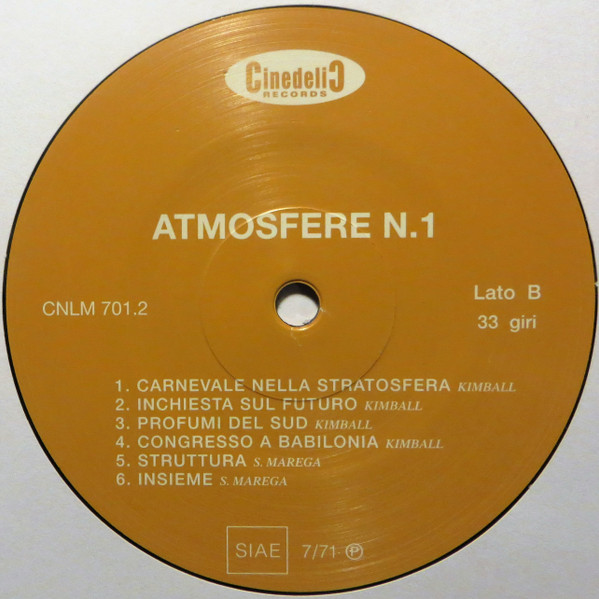 CinedeliC
RECORDS
ATMOSFERE N.1
CNLM 701.2
Lato B
33 giri
1. CARNEVALE NELLA STRATOSFERA KIMBALL
2. INCHIESTA SUL FUTURO KIMBALL
3. PROFUMI DEL SUD KIMBALL
4. CONGRESSO A BABILONIA KIMBALL
5. STRUTTURA S. MAREGA
6. INSIEME S. MAREGA
SIAE 7/71- ℗